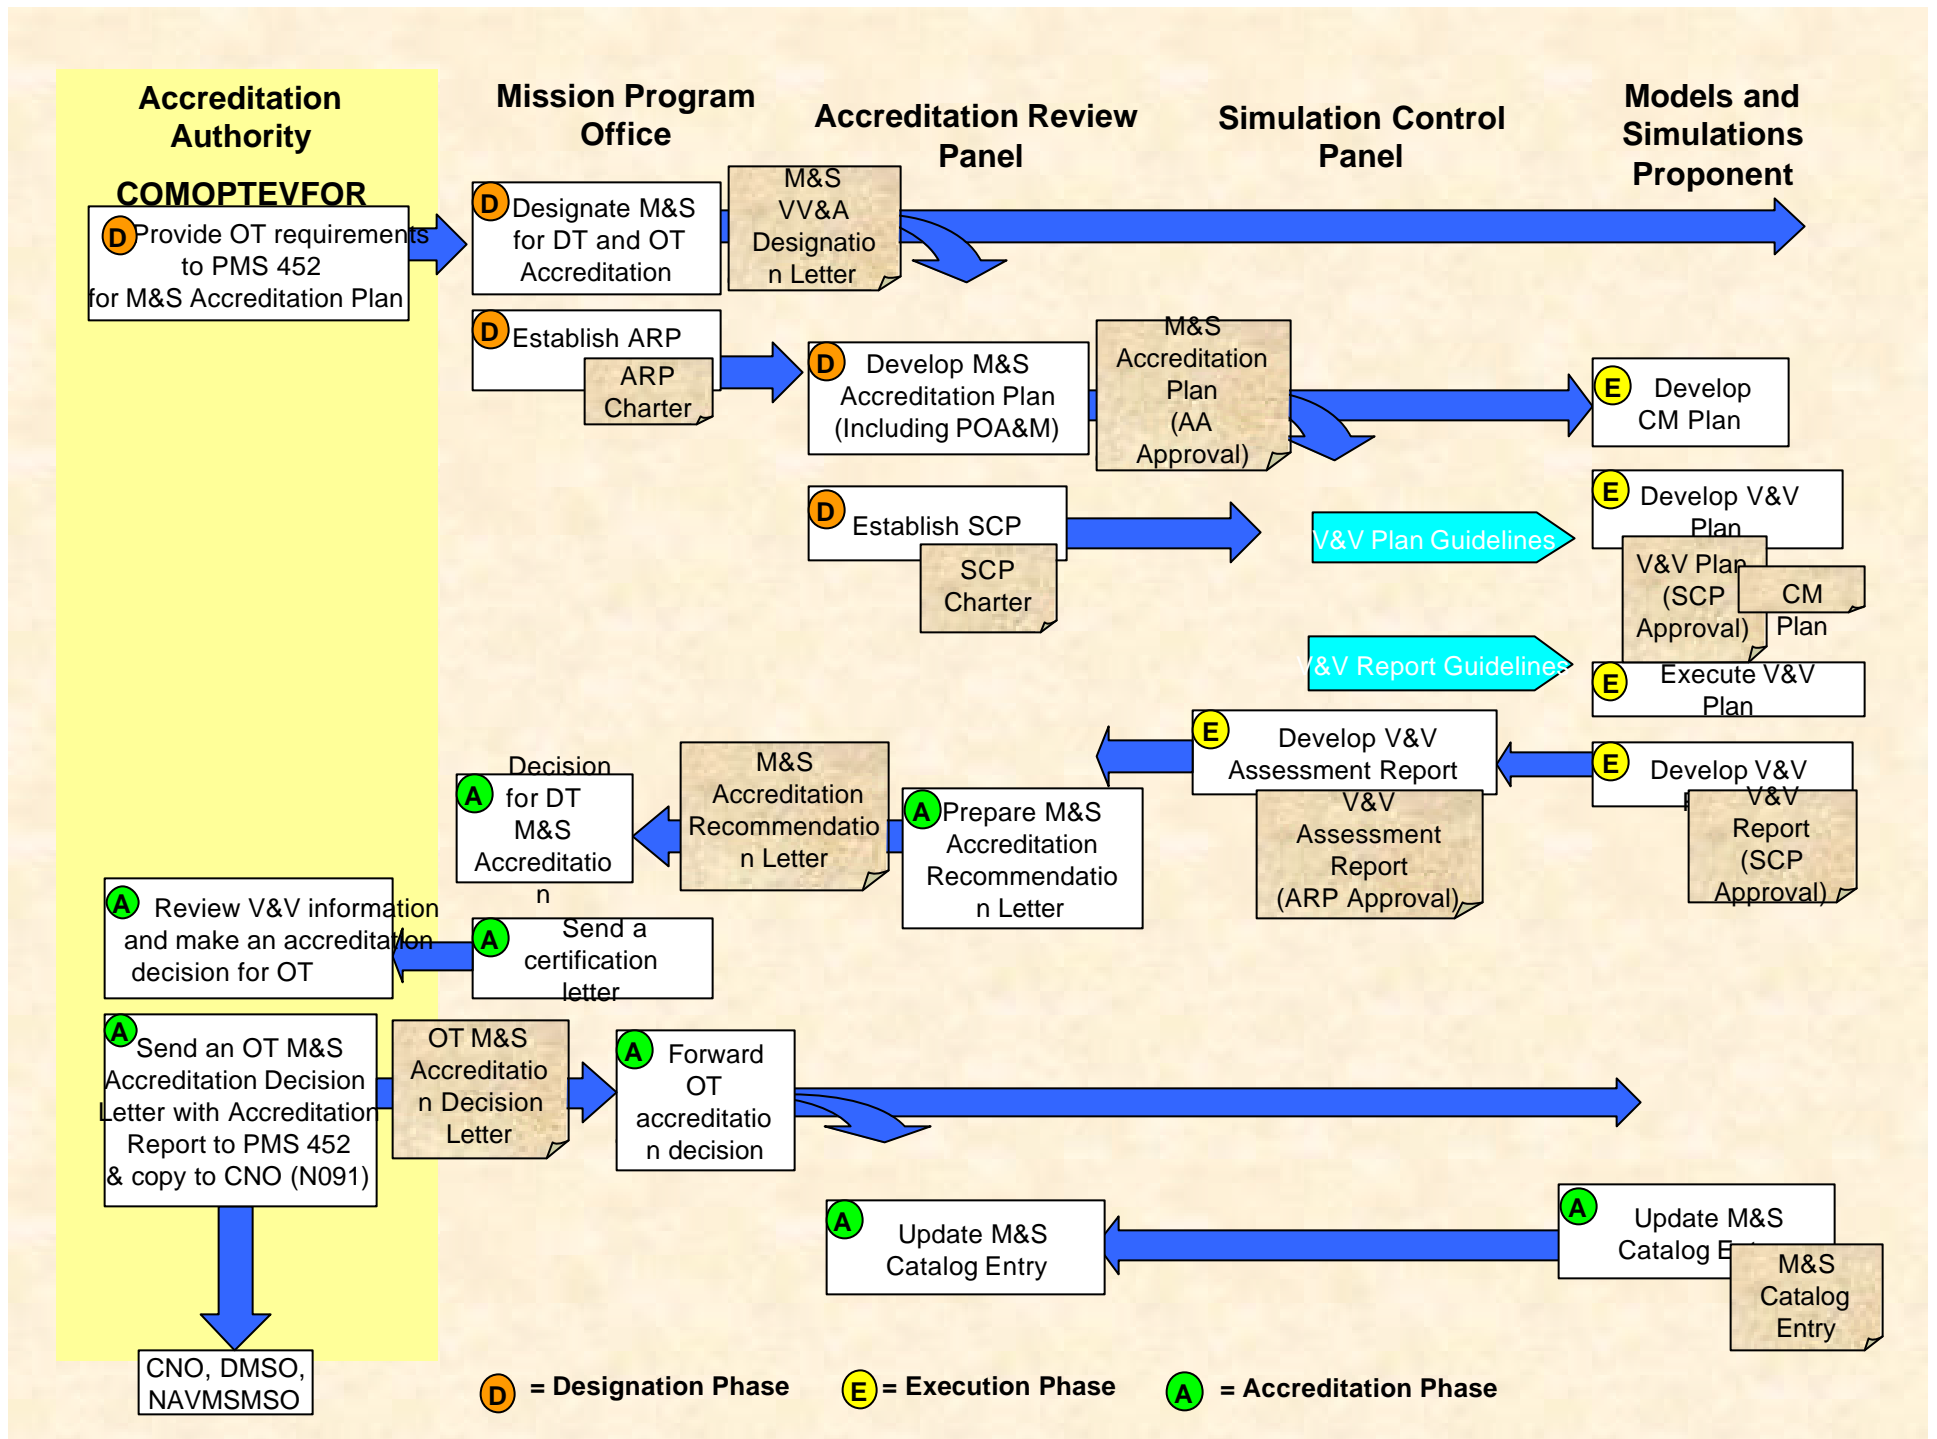 Accreditation
Authority
COMOPTEVFOR
Mission Program
Office
Accreditation Review
Panel
Simulation Control
Panel
Models and
Simulations
Proponent
D
Provide OT requirements
to PMS 452
for M&S Accreditation Plan
D
Designate M&S
for DT and OT
Accreditation
M&S
VV&A
Designatio
n Letter
D
Establish ARP
ARP
Charter
D
Develop M&S
Accreditation Plan
(Including POA&M)
M&S
Accreditation
Plan
(AA
Approval)
E
Develop
CM Plan
D
Establish SCP
SCP
Charter
V&V Plan Guidelines
E
Develop V&V
Plan
V&V Plan
(SCP
Approval)
CM
Plan
V&V Report Guidelines
E
Execute V&V
Plan
E
Develop V&V
Assessment Report
V&V
Assessment
Report
(ARP Approval)
E
Develop V&V
V&V
Report
(SCP
Approval)
A
Decision
for DT
M&S
Accreditatio
n
M&S
Accreditation
Recommendatio
n Letter
A
Prepare M&S
Accreditation
Recommendatio
n Letter
A
Review V&V information
and make an accreditation
decision for OT
A
Send a
certification
letter
A
Send an OT M&S
Accreditation Decision
Letter with Accreditation
Report to PMS 452
& copy to CNO (N091)
OT M&S
Accreditatio
n Decision
Letter
A
Forward
OT
accreditatio
n decision
A
Update M&S
Catalog Entry
A
Update M&S
Catalog
M&S
Catalog
Entry
CNO, DMSO,
NAVMSMSO
D = Designation Phase
E = Execution Phase
A = Accreditation Phase